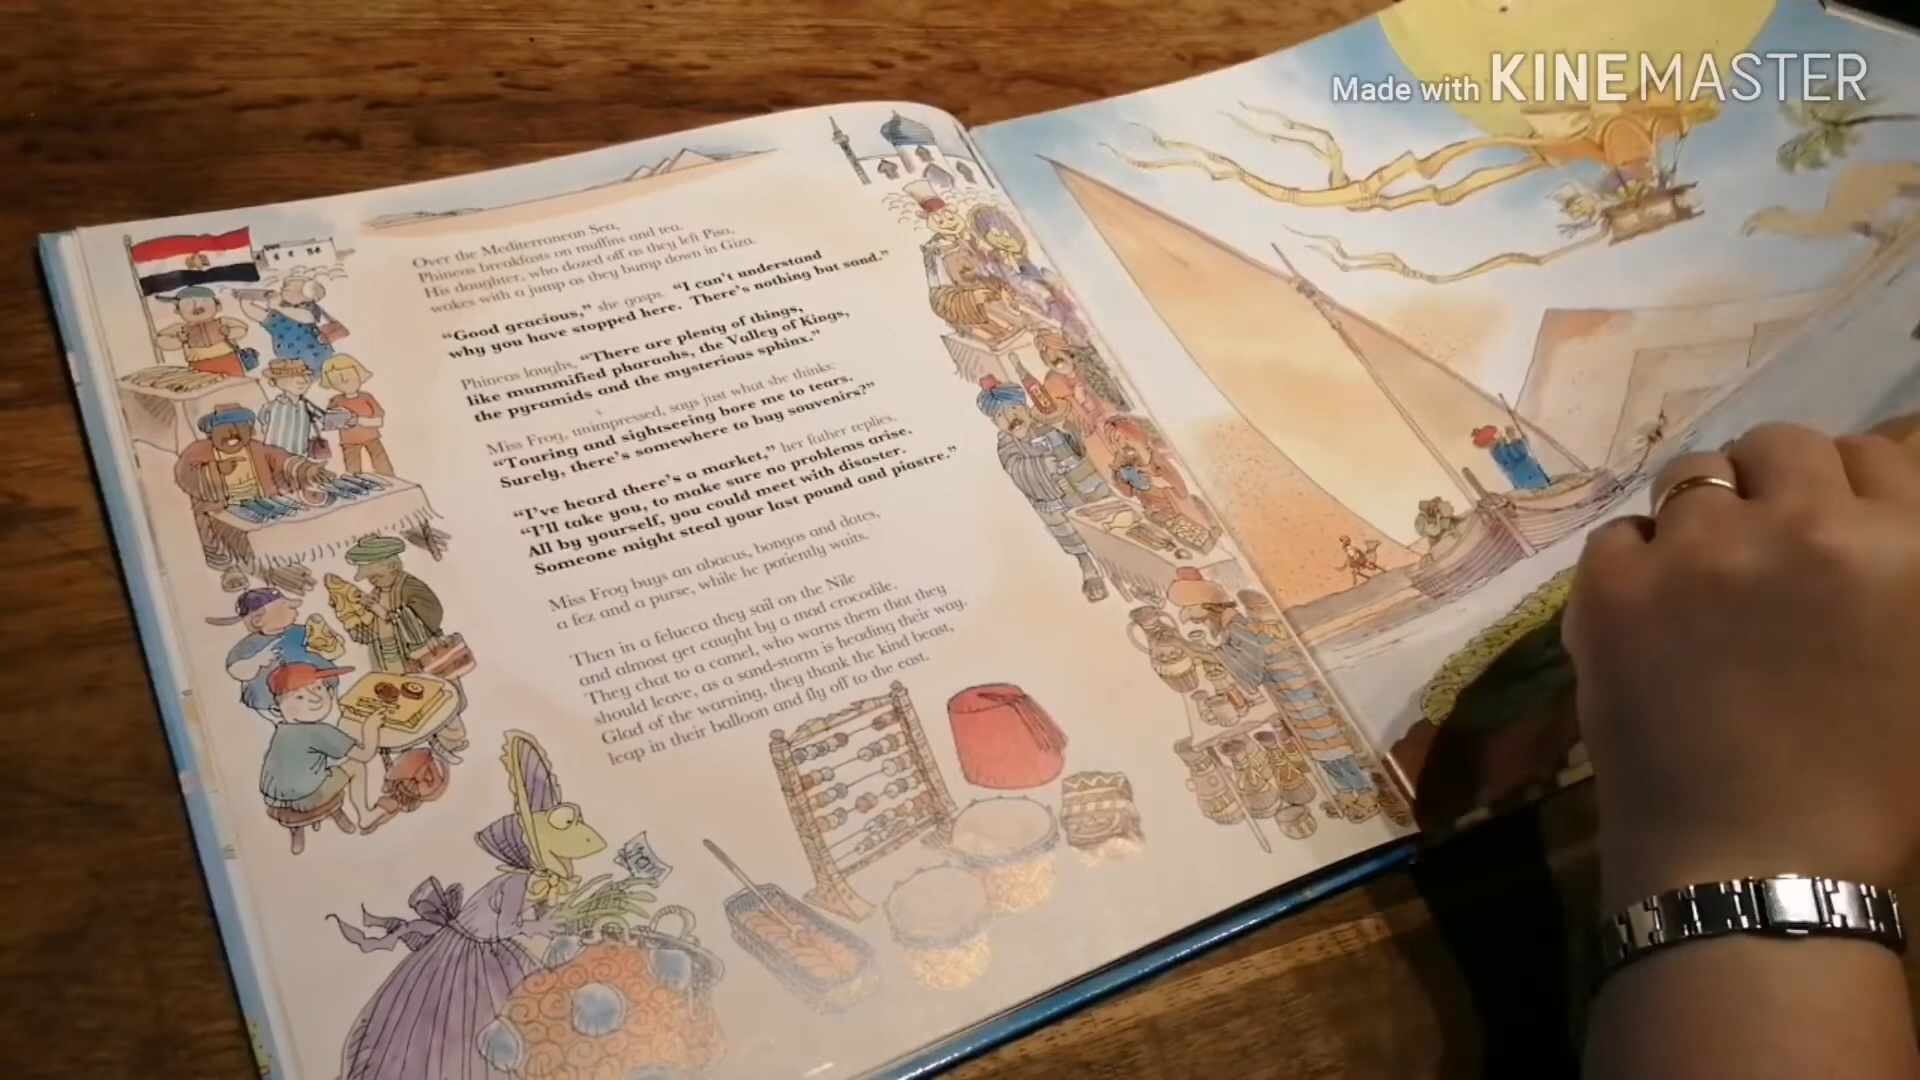 Made with KINEMASTER
Over the Mediterranean Sea,
Phineas breakfasts on muffins and tea.
His daughter, who dozed off as they left Pisa,
wakes with a jump as they bump down in Giza.
“Good gracious,” she gasps. “I can’t understand
why you have stopped here. There’s nothing but sand.”
Phineas laughs, “There are plenty of things,
like mummified pharaohs, the Valley of Kings,
the pyramids and the mysterious sphinx.”
Miss Frog, unimpressed, says just what she thinks:
“Touring and sightseeing bore me to tears.
Surely, there’s somewhere to buy souvenirs?”
“I’ve heard there’s a market,” her father replies.
“I’ll take you, to make sure no problems arise.
All by yourself, you could meet with disaster.
Someone might steal your last pound and piastre.”
Miss Frog buys an abacus, bongos and dates,
a fez and a purse, while he patiently waits.
Then in a felucca they sail on the Nile
and almost get caught by a mad crocodile.
They chat to a camel, who warns them that they
should leave, as a sand-storm is heading their way.
Glad of the warning, they thank the kind beast,
leap in their balloon and fly off to the east.